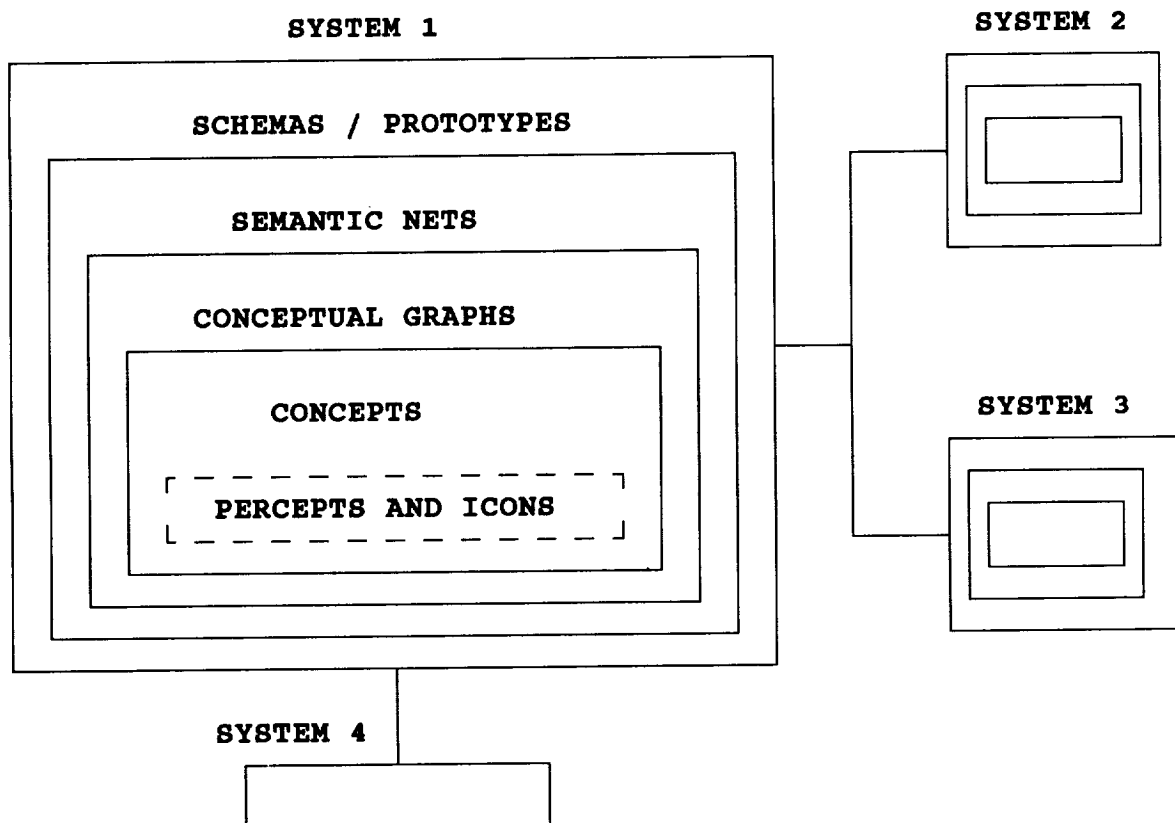 SYSTEM 1
SYSTEM 2
SCHEMAS / PROTOTYPES
SEMANTIC NETS
CONCEPTUAL GRAPHS
CONCEPTS
PERCEPTS AND ICONS
SYSTEM 3
SYSTEM 4